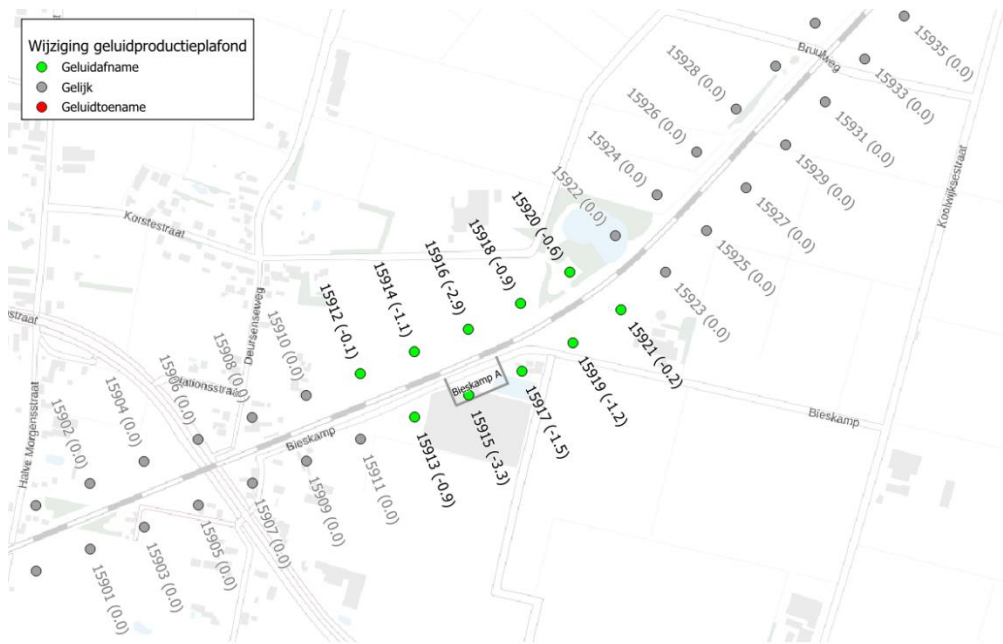 Wijziging geluidproductieplafond
Geluidafname
Gelijk
Geluidtoename
15935 (0.0)
15933 (0.0)
15931 (0.0)
15929 (0.0)
15927 (0.0)
15925 (0.0)
15923 (0.0)
15928 (0.0)
15926 (0.0)
15924 (0.0)
15922 (0.0)
15920 (-0.6)
15918 (-0.9)
15916 (-2.9)
15914 (-1.1)
15912 (-0.1)
15910 (0.0)
15908 (0.0)
15906 (0.0)
15904 (0.0)
15902 (0.0)
15921 (-0.2)
15919 (-1.2)
15917 (-1.5)
15915 (-3.3)
15913 (-0.9)
15911 (0.0)
15909 (0.0)
15907 (0.0)
15905 (0.0)
15903 (0.0)
15901 (0.0)
Bruulweg
Koolwijksestraat
Korstestraat
Deursenseweg
Halve Morgensstraat
Bieskamp
Bieskamp A
Bieskamp